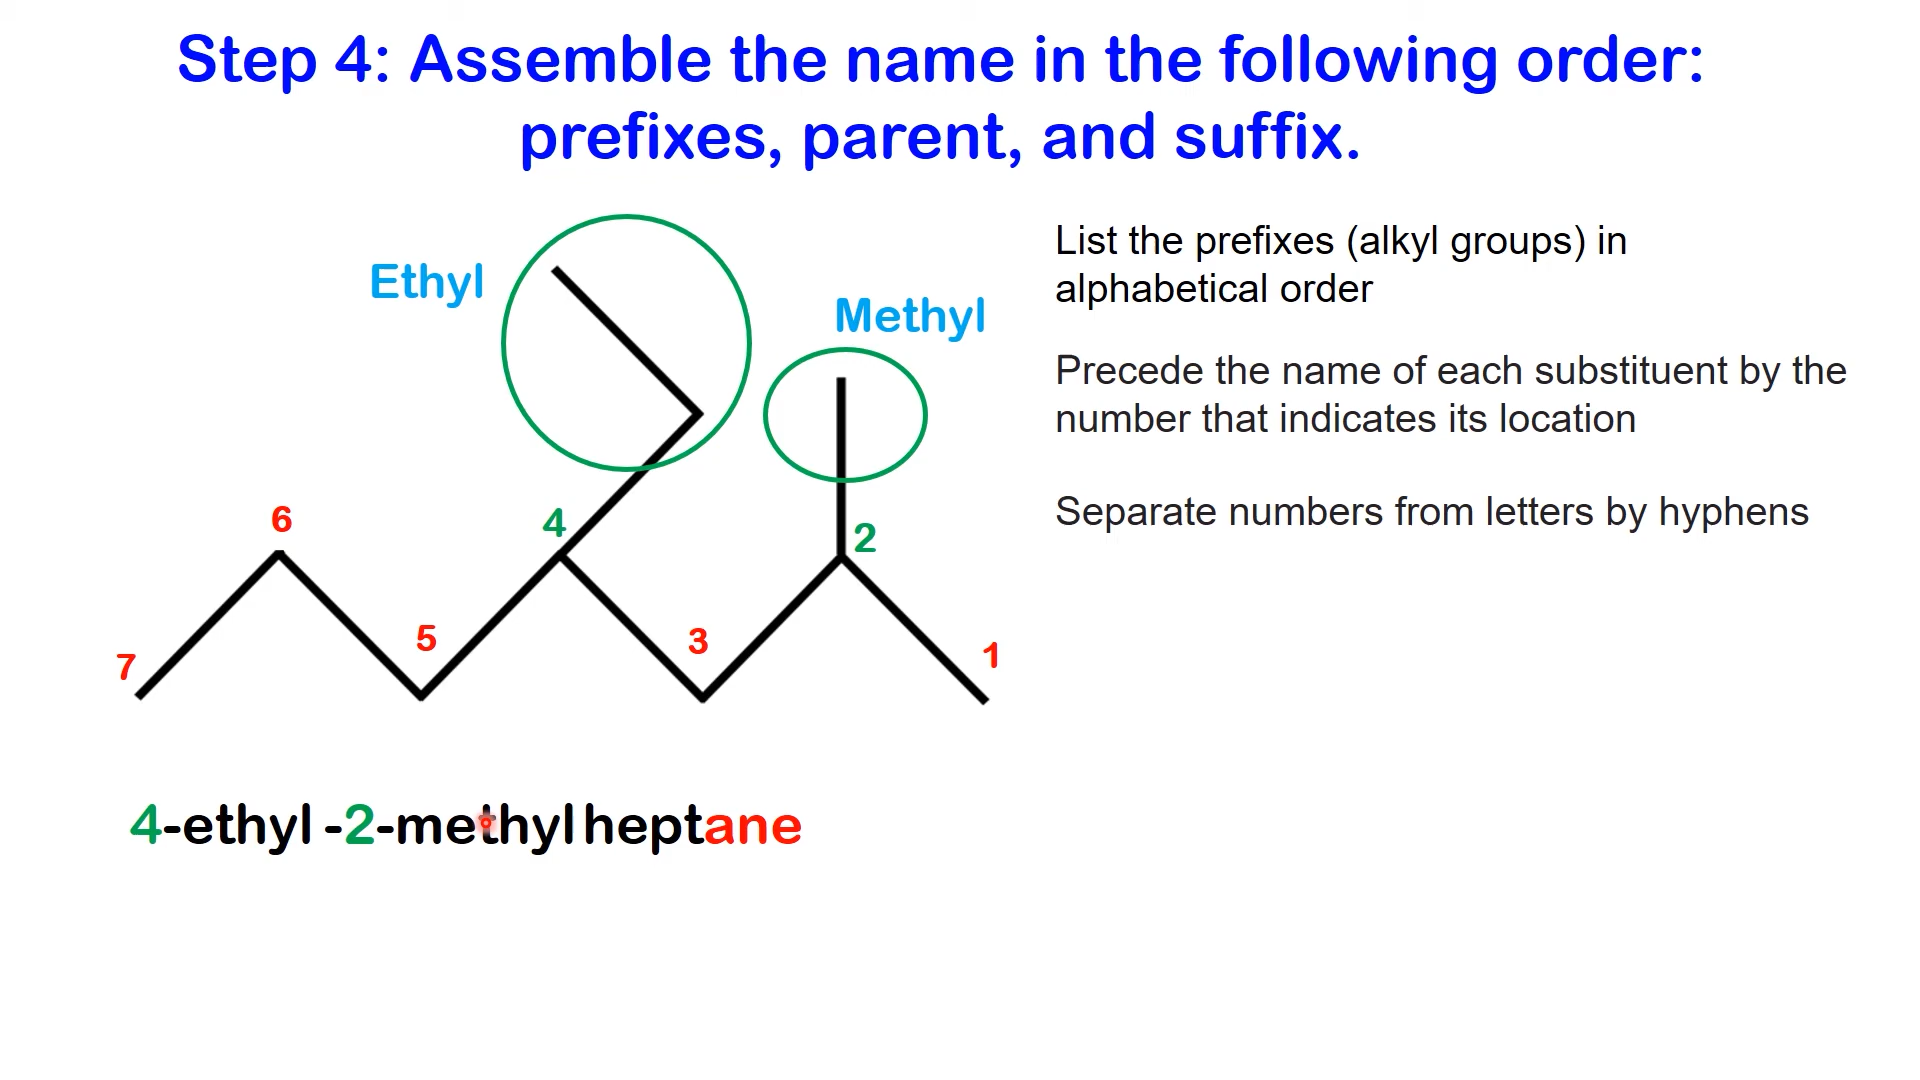 Step 4: Assemble the name in the following order:
prefixes, parent, and suffix.
List the prefixes (alkyl groups) in
alphabetical order
Precede the name of each substituent by the
number that indicates its location
Separate numbers from letters by hyphens
Ethyl
Methyl
6
4
2
5
3
7
1
4-ethyl -2-methyl heptane